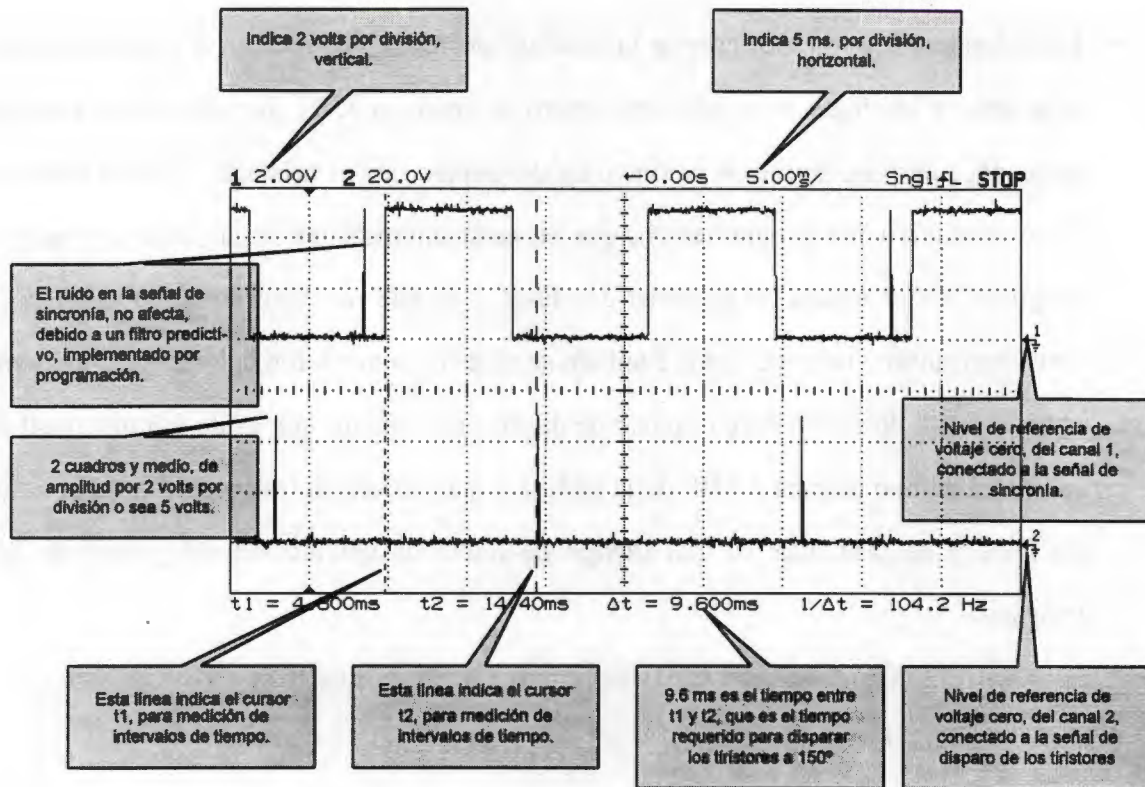 Indica 2 volts por división,
vertical.
Indica 5 ms. por división,
horizontal.
1 2.00V 2 20.0V ←0.00s 5.00m/ Sngl STOP
El ruido en la señal de
sincronía, no afecta,
debido a un filtro predicti-
vo, implementado por
programación.
1
2 cuadros y medio, de
amplitud por 2 volts por
división o sea 5 volts.
Nivel de referencia de
voltaje cero, del canal 1,
conectado a la señal de
sincronía.
2
t1 = t2 = Δt = 9.600ms 1/Δt = 104.2 Hz
Esta línea indica el cursor
t1, para medición de
intervalos de tiempo.
Esta línea indica el cursor
t2, para medición de
intervalos de tiempo.
9.6 ms es el tiempo entre
t1 y t2, que es el tiempo
requerido para disparar
los tiristores a 150°
Nivel de referencia de
voltaje cero, del canal 2,
conectado a la señal de
disparo de los tiristores